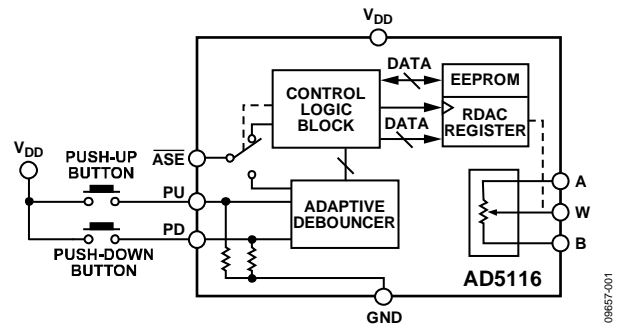 VDD
DATA
EEPROM
CONTROL
LOGIC
BLOCK
RDAC
REGISTER
DATA
VDD
PUSH-UP
BUTTON
ASE
PU
PD
PUSH-DOWN
BUTTON
ADAPTIVE
DEBOUNCER
A
W
B
AD5116
GND
09657-001